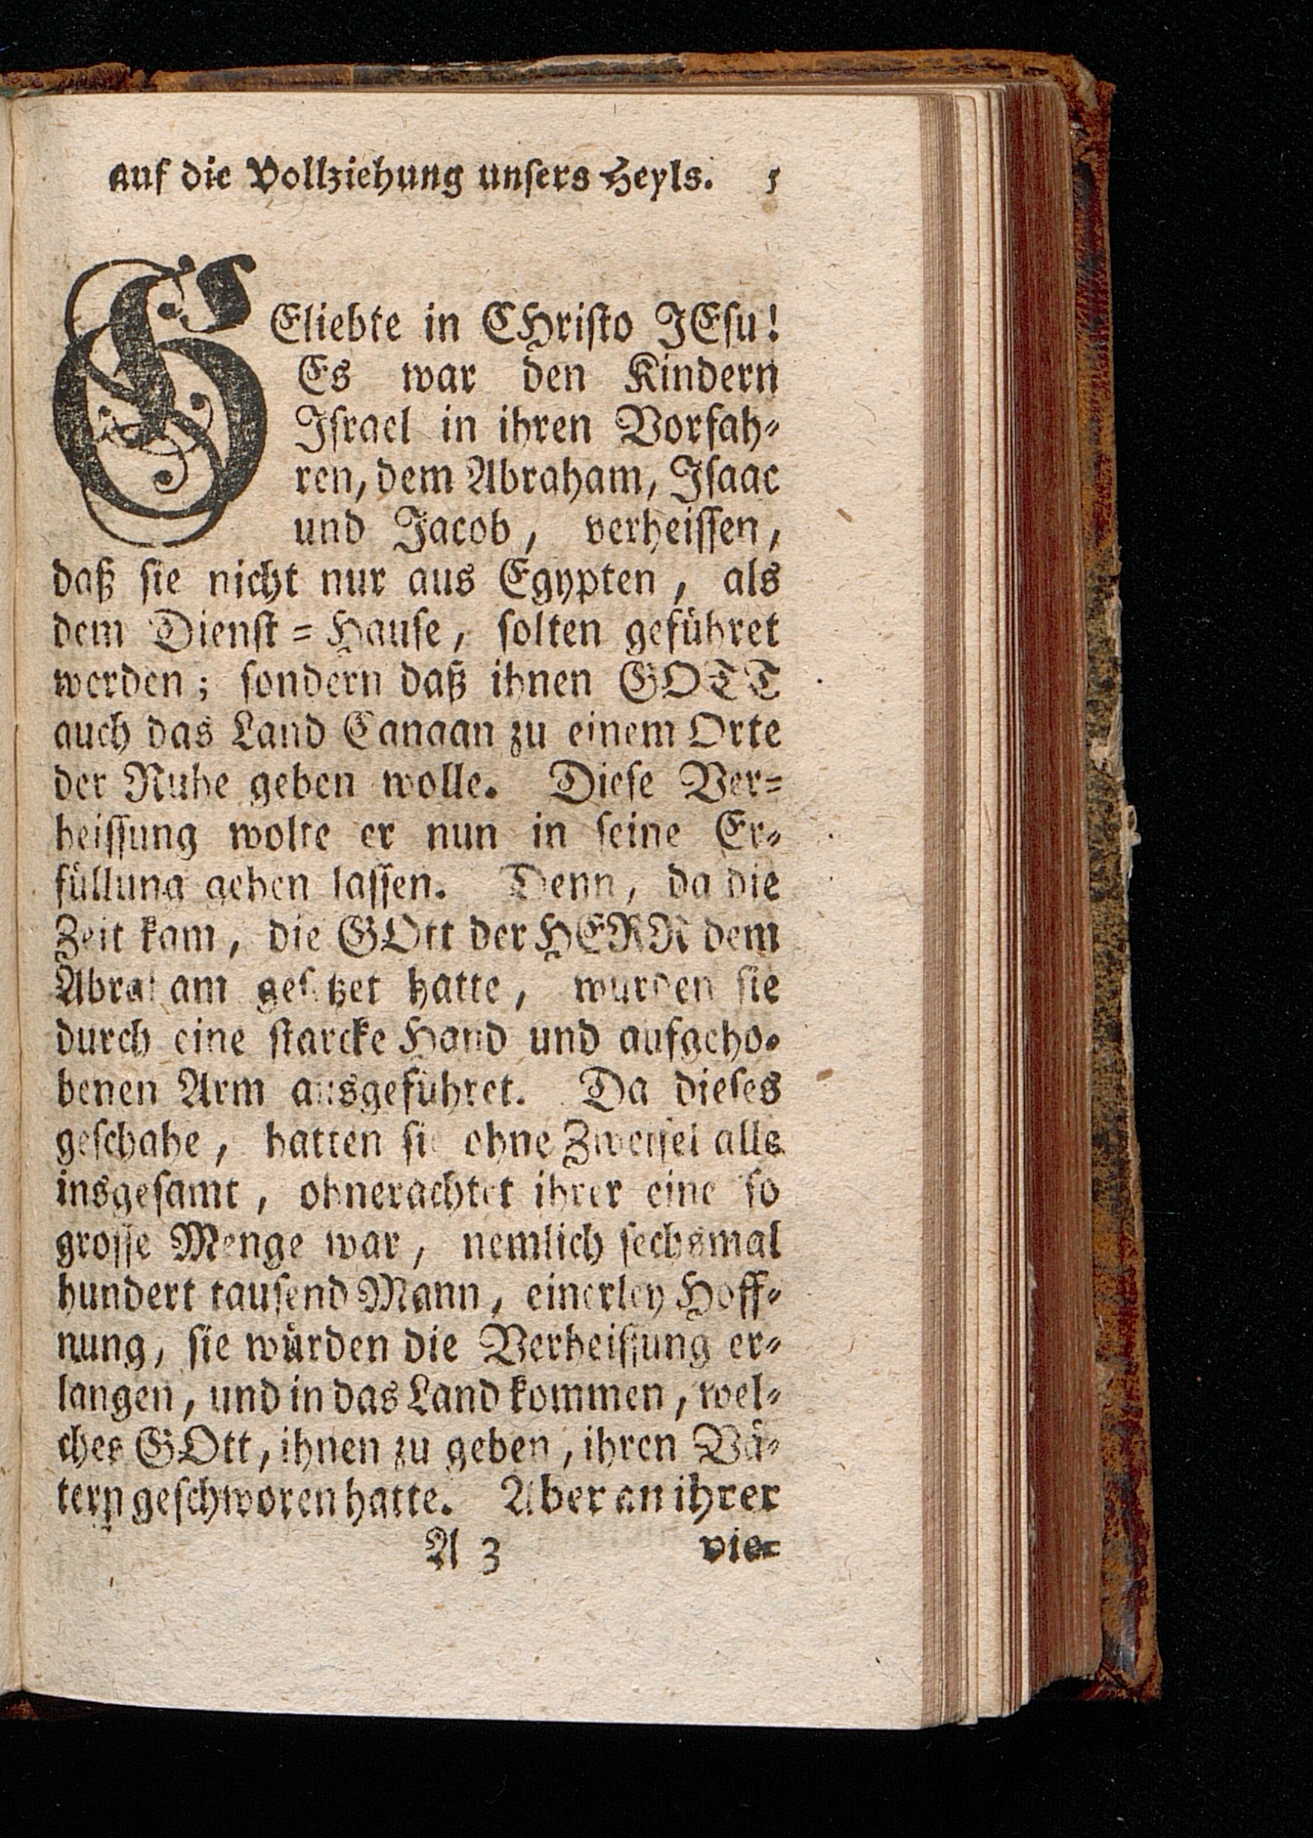 auf die Vollziehung unsers Heyls. 5
GEliebte in CHristo JEsu!
Es war den Kindern
Israel in ihren Vorfah-
ren, dem Abraham, Isaac
und Jacob, verheissen,
daß sie nicht nur aus Egypten, als
dem Dienst-Hause, solten geführet
werden; sondern daß ihnen GOTT
auch das Land Canaan zu einem Orte
der Ruhe geben wolle. Diese Ver-
heissung wolte er nun in seine Er-
füllung gehen lassen. Denn, da die
Zeit kam, die GOtt der HERR dem
Abraham gesetzet hatte, wurden sie
durch eine starcke Hand und aufgeho-
benen Arm ausgeführet. Da dieses
geschahe, hatten sie ohne Zweifel alle
insgesamt, ohnerachtet ihrer eine so
grosse Menge war, nemlich sechsmal
hundert tausend Mann, einerley Hoff-
nung, sie würden die Verheissung er-
langen, und in das Land kommen, wel-
ches GOtt, ihnen zu geben, ihren Vä-
tern geschworen hatte. Aber an ihrer
A 3 vie-